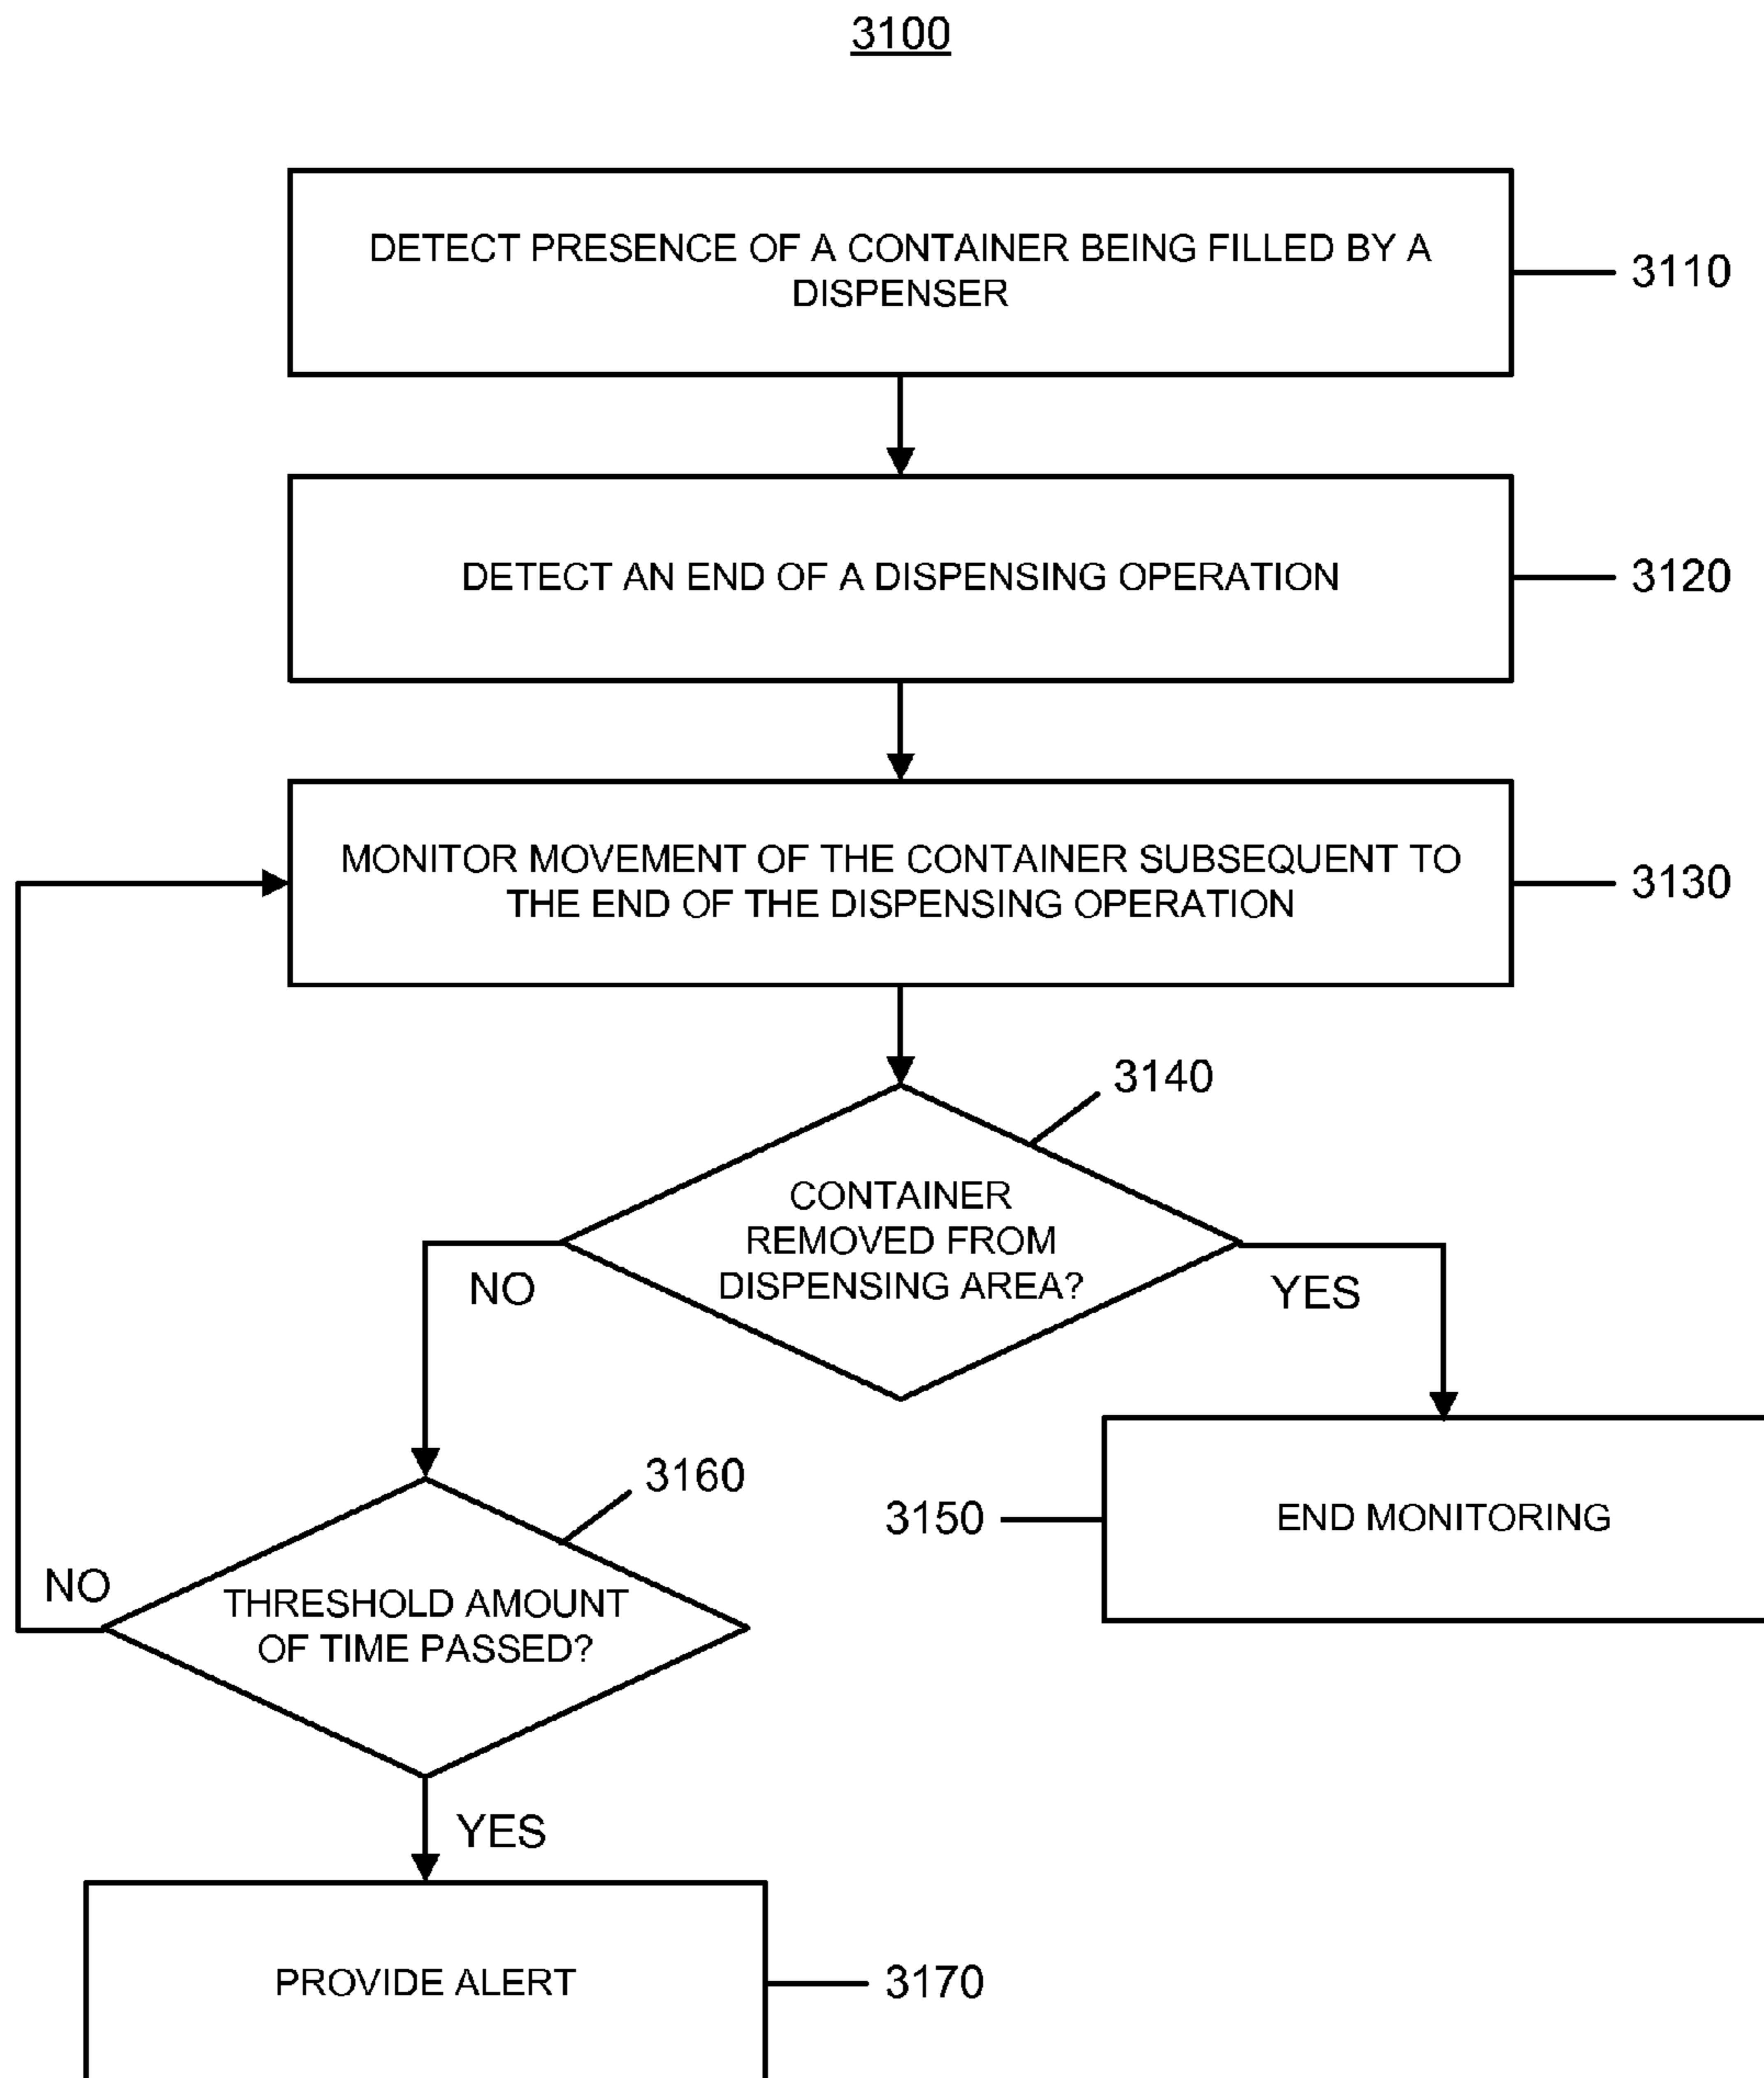 3100
DETECT PRESENCE OF A CONTAINER BEING FILLED BY A
DISPENSER
3110
DETECT AN END OF A DISPENSING OPERATION
3120
MONITOR MOVEMENT OF THE CONTAINER SUBSEQUENT TO
THE END OF THE DISPENSING OPERATION
3130
3140
CONTAINER
REMOVED FROM
DISPENSING AREA?
NO
YES
3160
3150
END MONITORING
NO
THRESHOLD AMOUNT
OF TIME PASSED?
YES
PROVIDE ALERT
3170